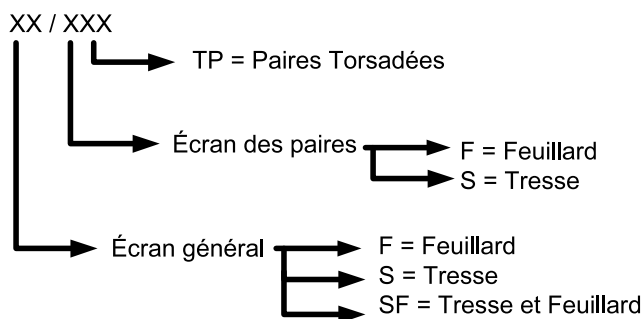 XX / XXX
TP = Paires Torsadées
Écran des paires
F = Feuillard
S = Tresse
Écran général
F = Feuillard
S = Tresse
SF = Tresse et Feuillard